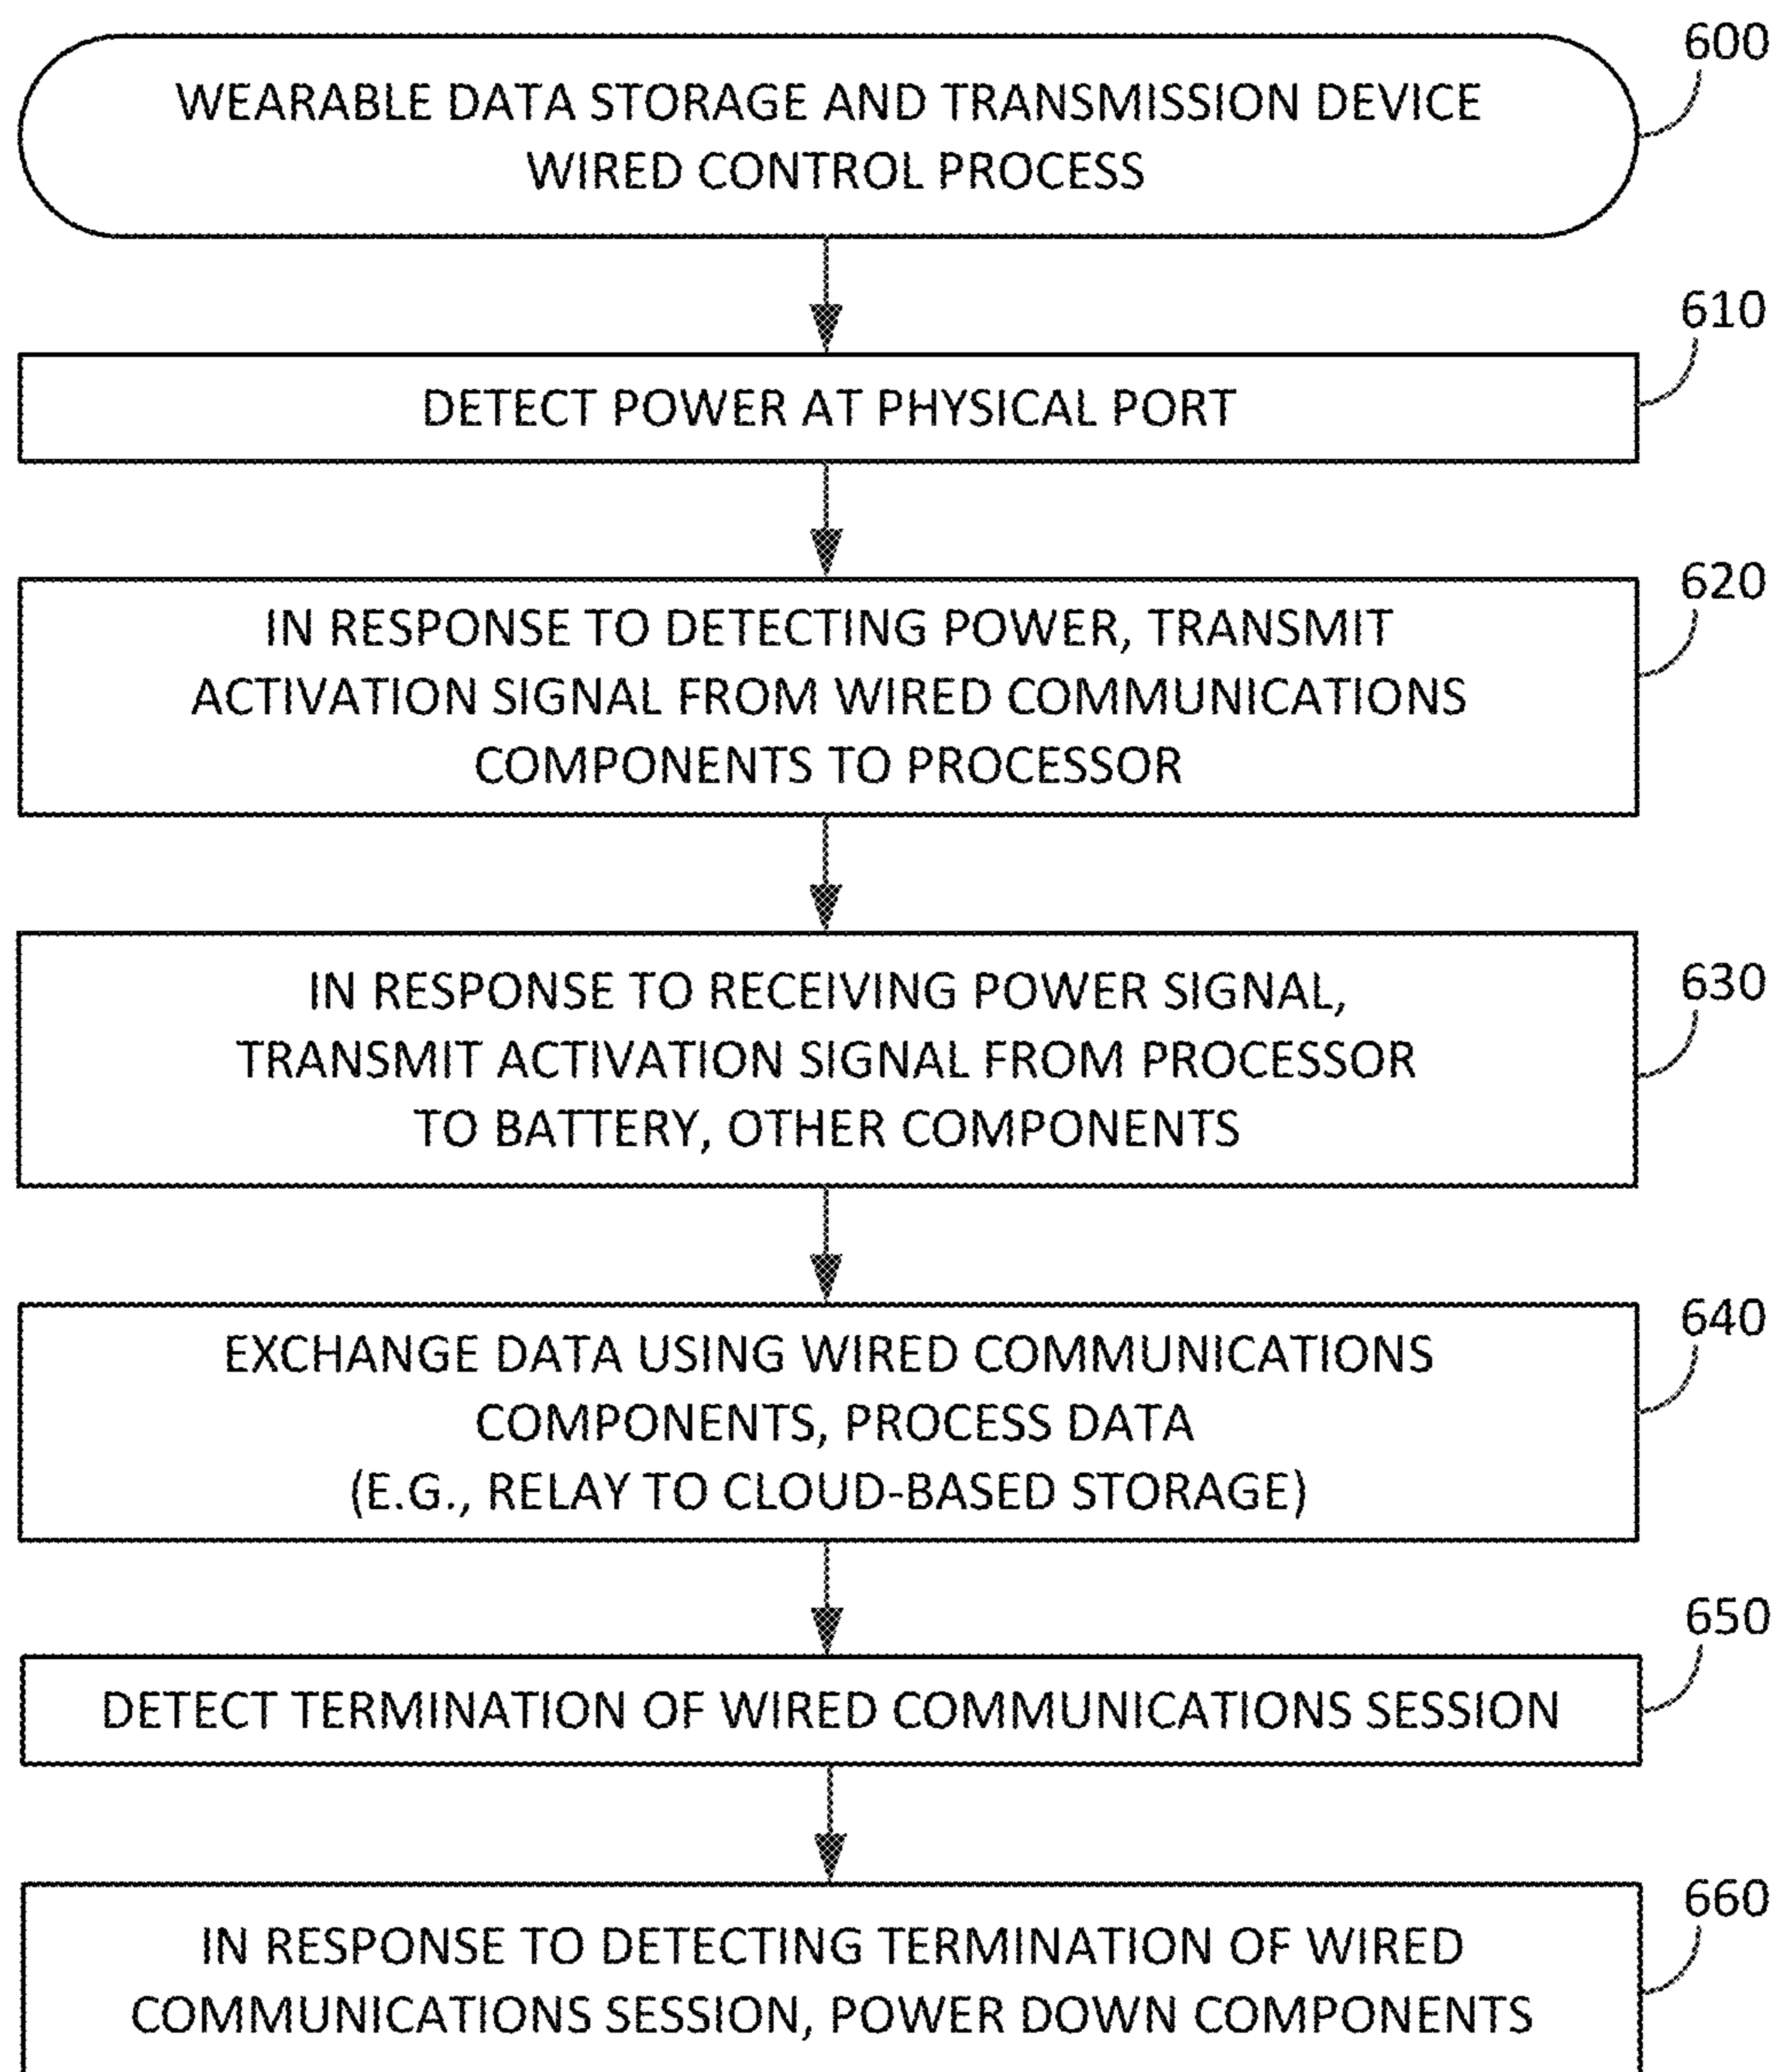 600
WEARABLE DATA STORAGE AND TRANSMISSION DEVICE
WIRED CONTROL PROCESS
610
DETECT POWER AT PHYSICAL PORT
620
IN RESPONSE TO DETECTING POWER, TRANSMIT
ACTIVATION SIGNAL FROM WIRED COMMUNICATIONS
COMPONENTS TO PROCESSOR
630
IN RESPONSE TO RECEIVING POWER SIGNAL,
TRANSMIT ACTIVATION SIGNAL FROM PROCESSOR
TO BATTERY, OTHER COMPONENTS
640
EXCHANGE DATA USING WIRED COMMUNICATIONS
COMPONENTS, PROCESS DATA
(E.G., RELAY TO CLOUD-BASED STORAGE)
650
DETECT TERMINATION OF WIRED COMMUNICATIONS SESSION
660
IN RESPONSE TO DETECTING TERMINATION OF WIRED
COMMUNICATIONS SESSION, POWER DOWN COMPONENTS